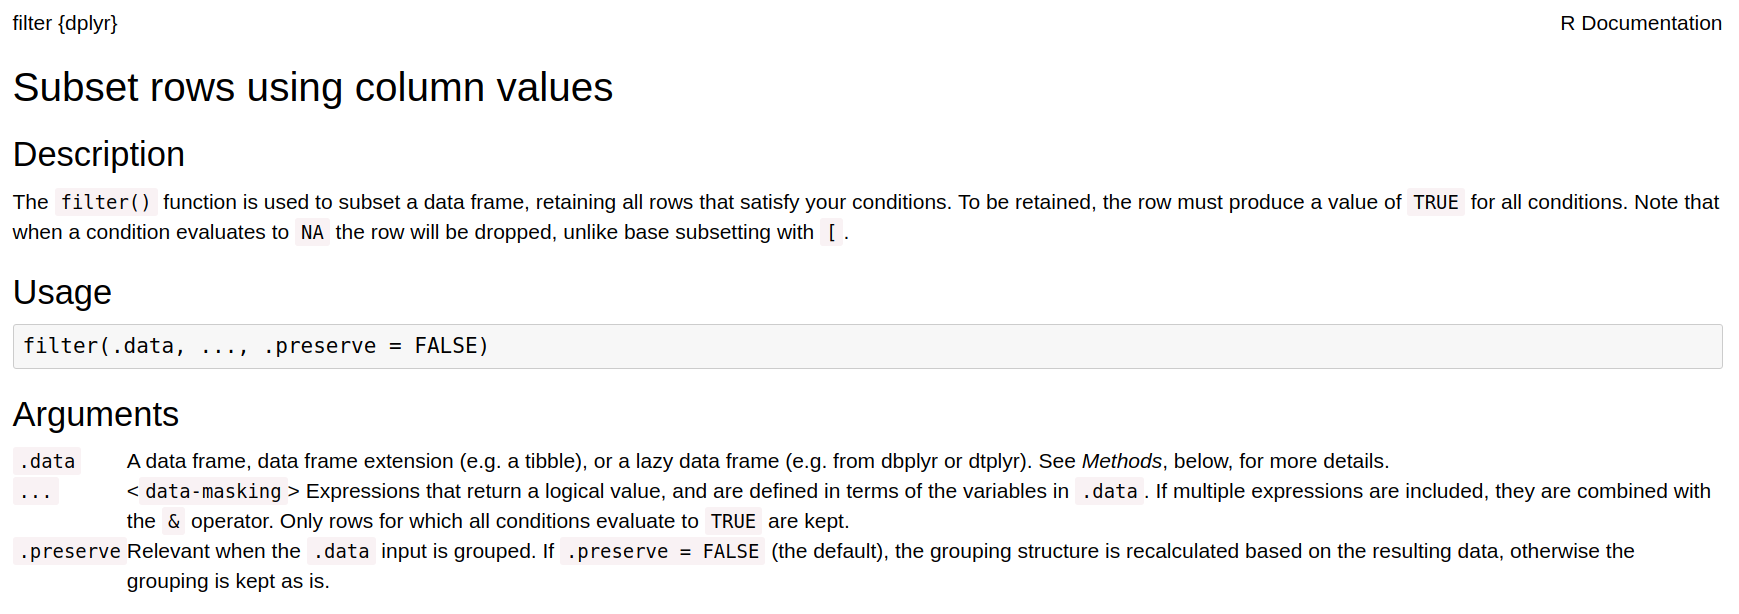 filter {dplyr} R Documentation
Subset rows using column values
Description
The filter() function is used to subset a data frame, retaining all rows that satisfy your conditions. To be retained, the row must produce a value of TRUE for all conditions. Note that
when a condition evaluates to NA the row will be dropped, unlike base subsetting with [.
Usage
filter(.data, ..., .preserve = FALSE)
Arguments
.data A data frame, data frame extension (e.g. a tibble), or a lazy data frame (e.g. from dbplyr or dtplyr). See Methods, below, for more details.
... <data-masking> Expressions that return a logical value, and are defined in terms of the variables in .data. If multiple expressions are included, they are combined with
the & operator. Only rows for which all conditions evaluate to TRUE are kept.
.preserve Relevant when the .data input is grouped. If .preserve = FALSE (the default), the grouping structure is recalculated based on the resulting data, otherwise the
grouping is kept as is.